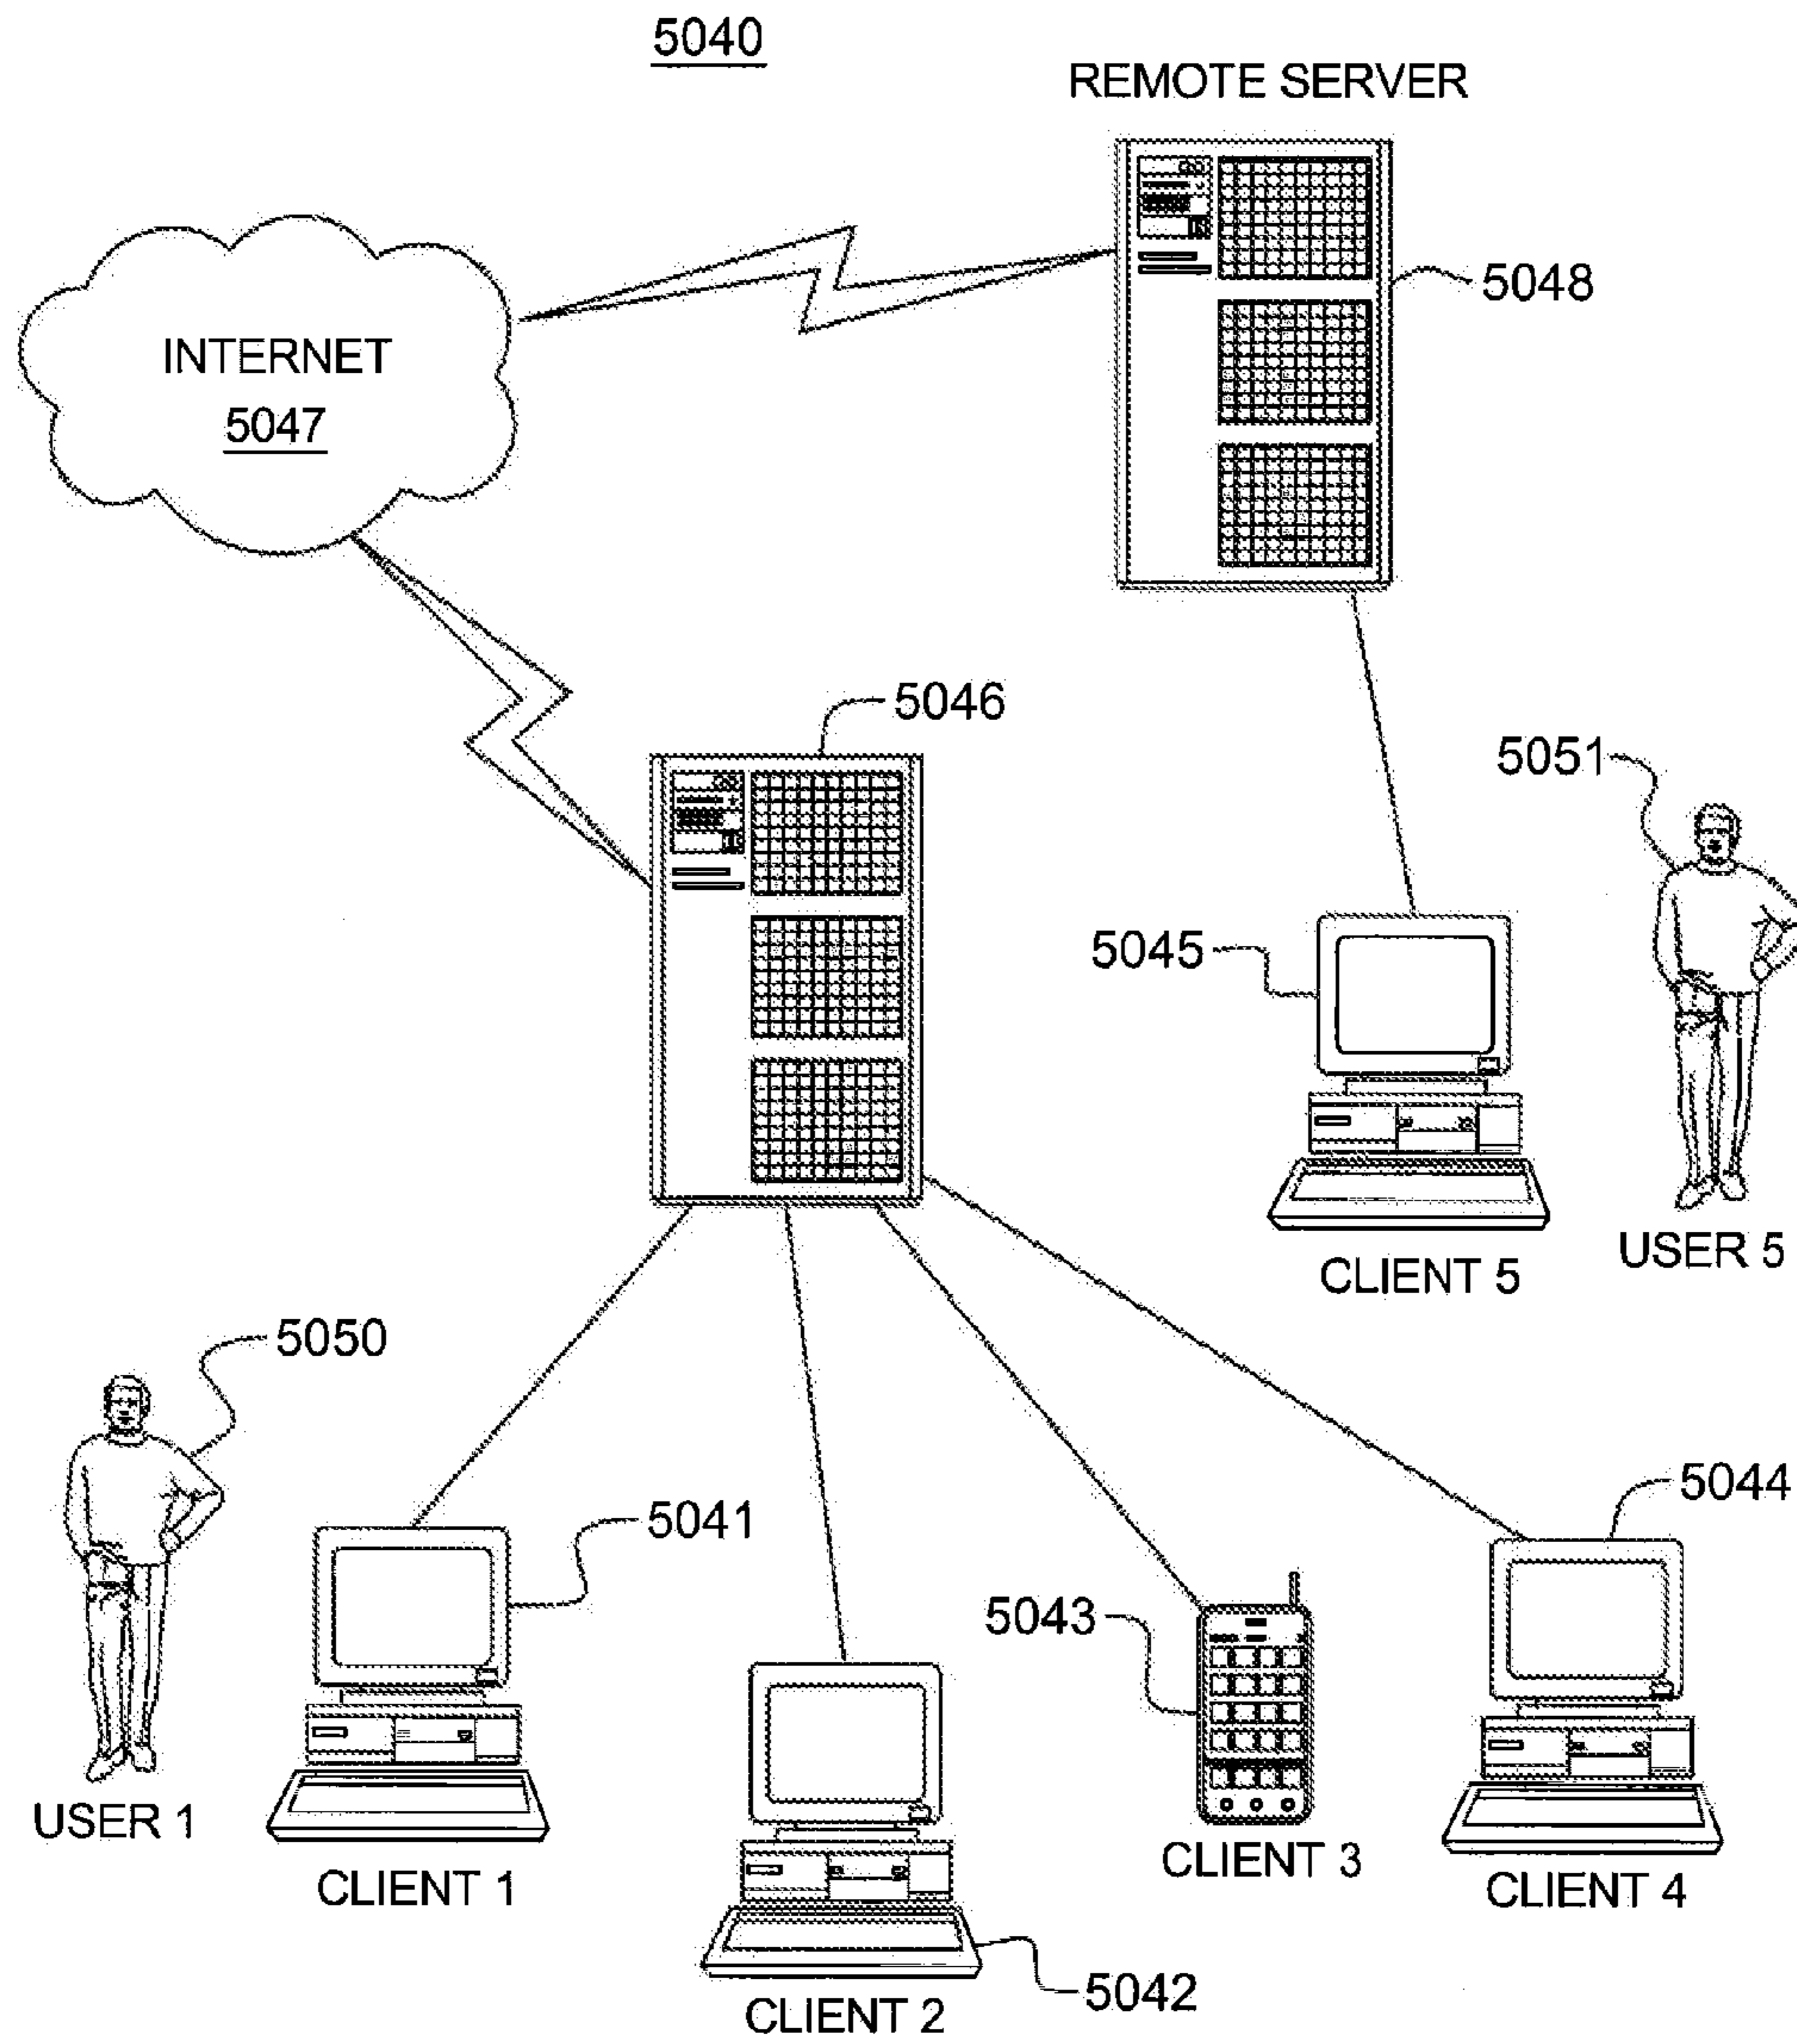 5040
REMOTE SERVER
5048
INTERNET
5047
5046
5051
5045
USER 5
CLIENT 5
5050
5041
5044
5043
USER 1
CLIENT 1
CLIENT 3
CLIENT 4
5042
CLIENT 2